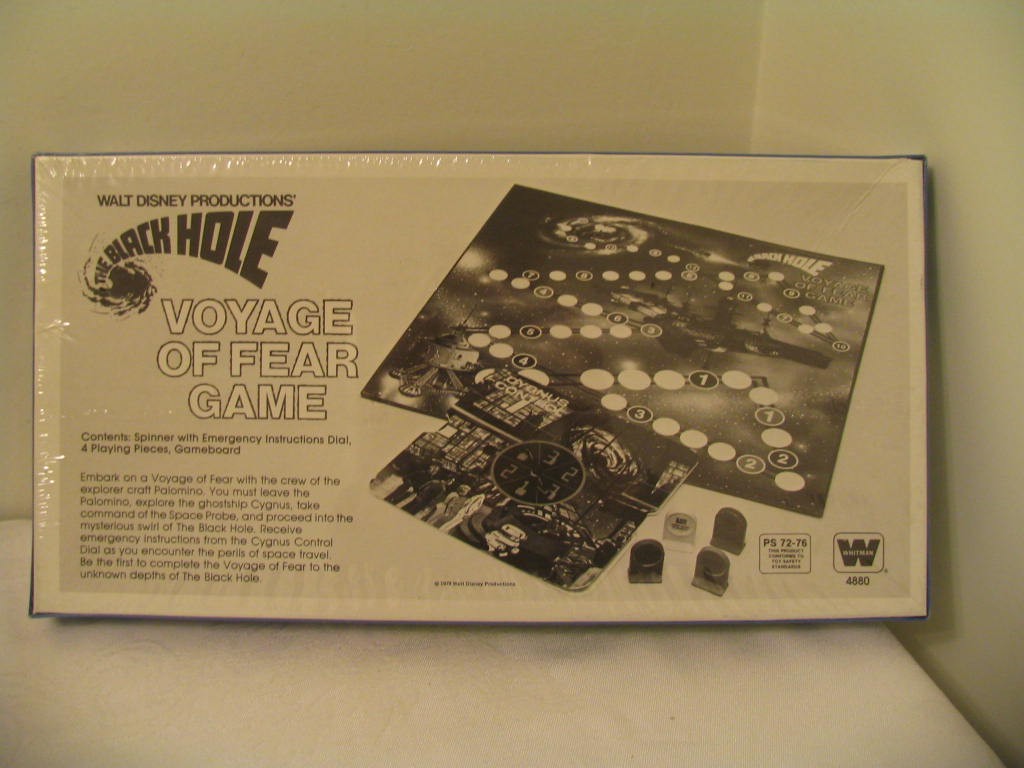 WALT DISNEY PRODUCTIONS'
THE BLACK HOLE
VOYAGE
OF FEAR
GAME
Contents: Spinner with Emergency Instructions Dial,
4 Playing Pieces, Gameboard
Embark on a Voyage of Fear with the crew of the
explorer craft Palomino. You must leave the
Palomino, explore the ghostship Cygnus, take
command of the Space Probe, and proceed into the
mysterious swirl of The Black Hole. Receive
emergency instructions from the Cygnus Control
Dial as you encounter the perils of space travel.
Be the first to complete the Voyage of Fear to the
unknown depths of The Black Hole.
© 1979 Walt Disney Productions
BLACK HOLE
VOYAGE
OF FEAR
GAME
CYGNUS
CONTROL
PS 72-76
THIS PRODUCT
CONFORMS TO
TOY SAFETY
STANDARDS
W
WHITMAN
®
4880